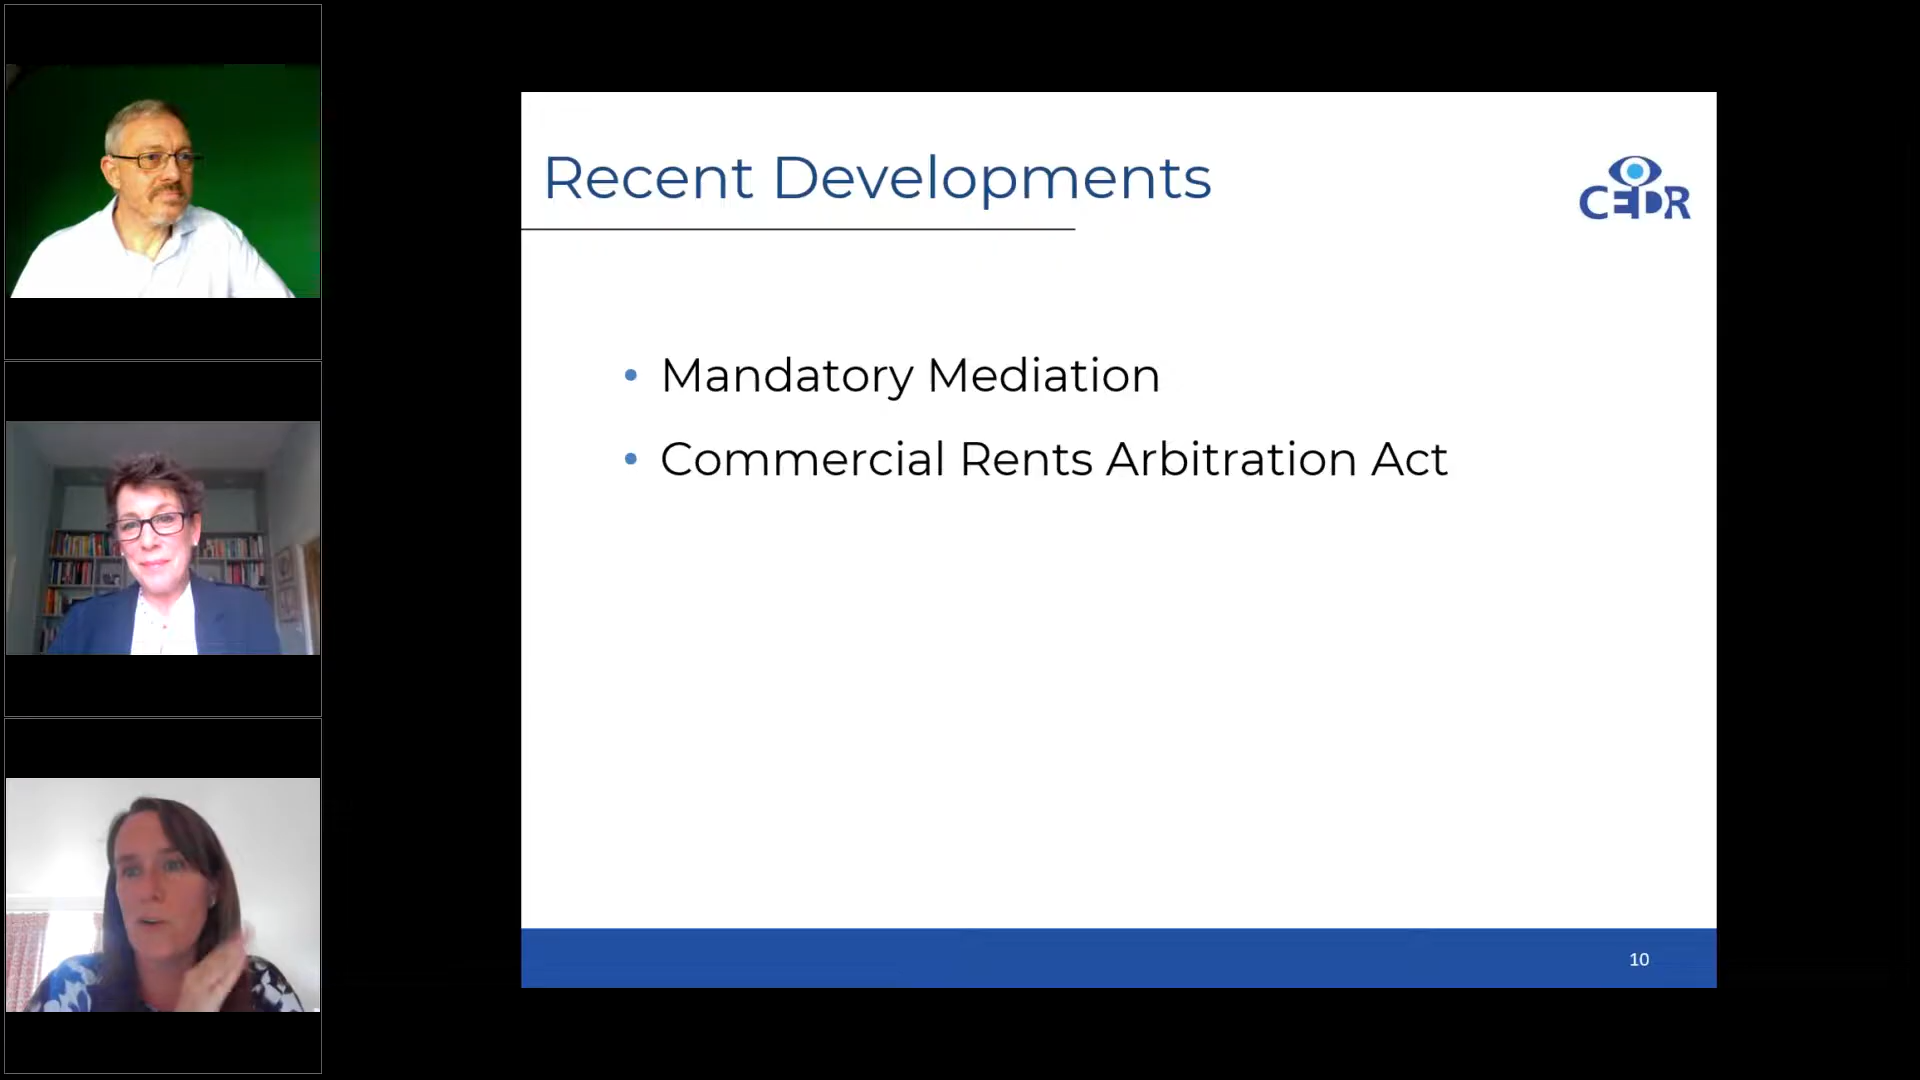 Recent Developments
CEDR
• Mandatory Mediation
• Commercial Rents Arbitration Act
10